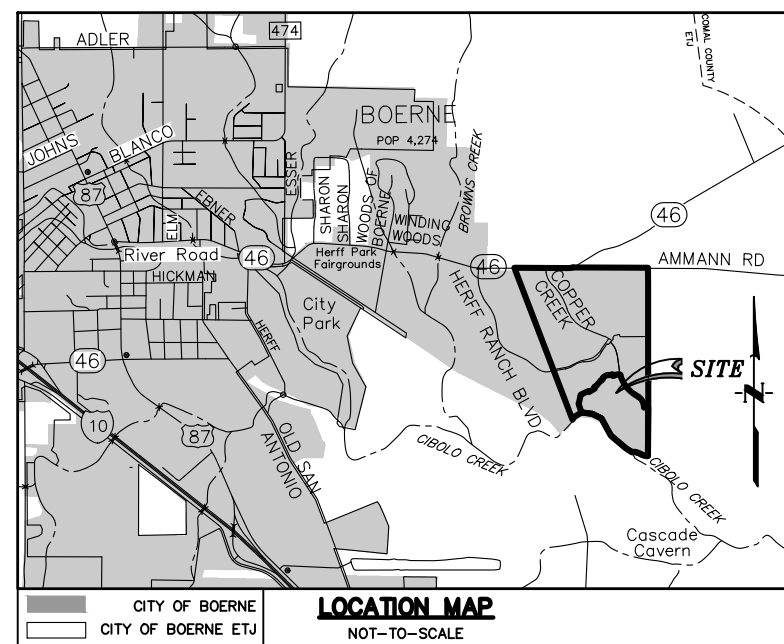 ADLER
474
COMAL COUNTY
ETJ
BOERNE
POP 4,274
JOHNS
BLANCO
ESSER
87
EBNER
ELM
SHARON
SHARON
WOODS OF
BOERNE
WINDING
WOODS
BROWNS CREEK
46
River Road
46
Herff Park
Fairgrounds
46
AMMANN RD
HICKMAN
City
Park
HERFF
HERFF RANCH BLVD
COPPER
CREEK
46
SITE
N
10
87
OLD SAN
ANTONIO
CIBOLO CREEK
CIBOLO CREEK
Cascade
Cavern
CITY OF BOERNE
CITY OF BOERNE ETJ
LOCATION MAP
NOT-TO-SCALE